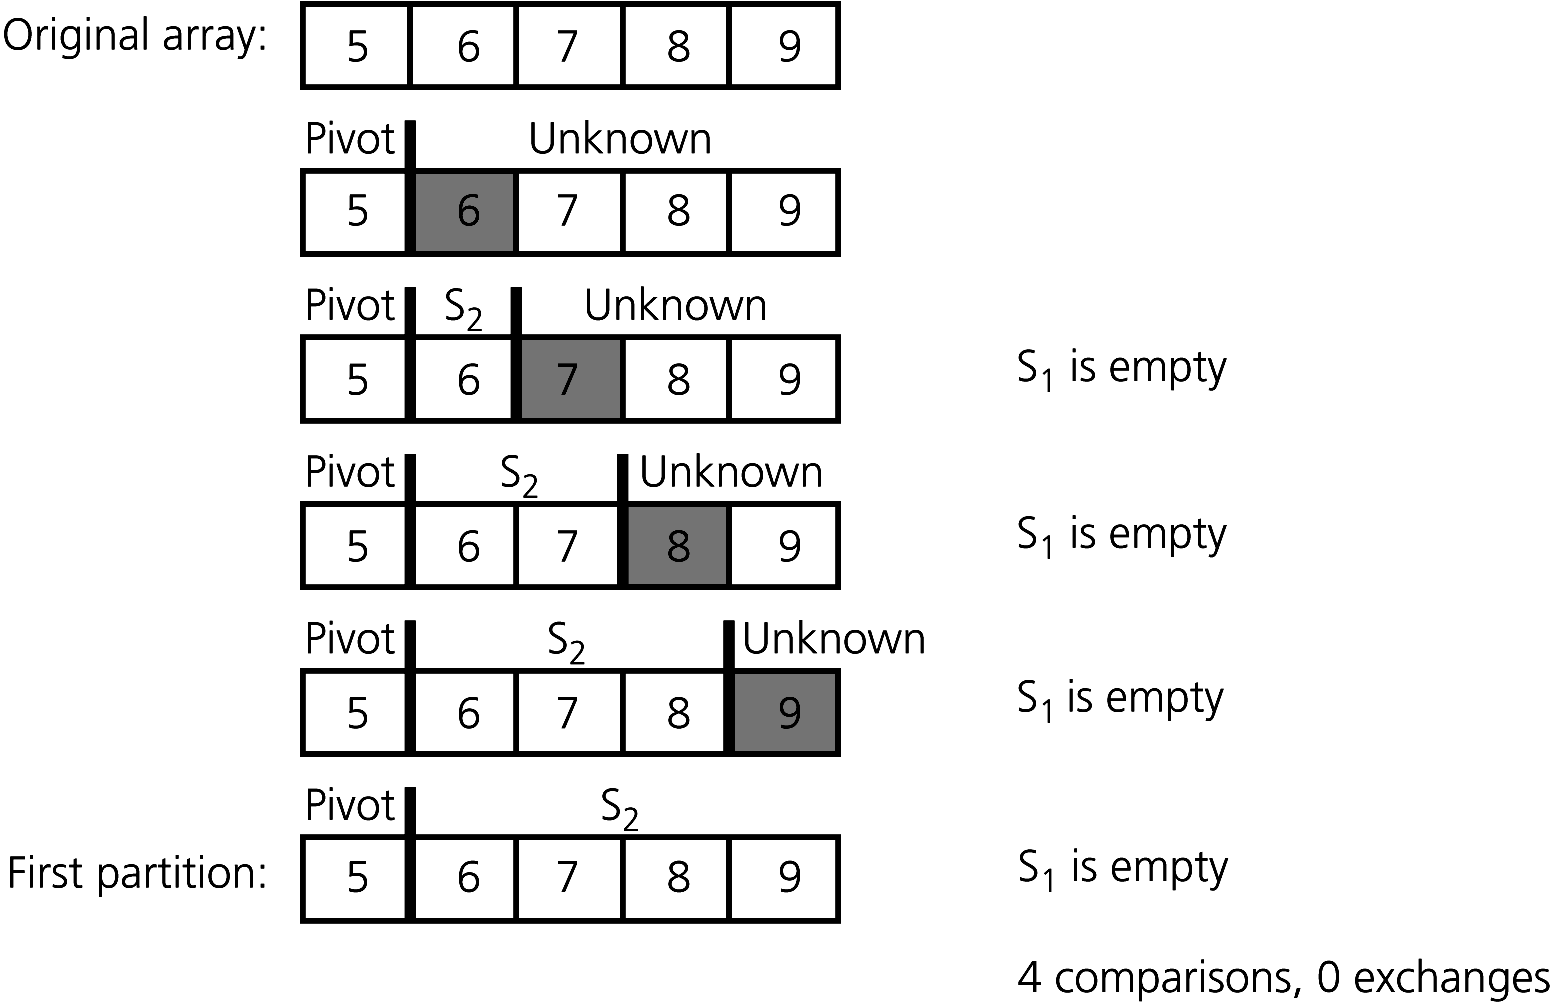 Original array: 5 6 7 8 9
Pivot Unknown
5 6 7 8 9
Pivot S₂ Unknown
5 6 7 8 9 S₁ is empty
Pivot S₂ Unknown
5 6 7 8 9 S₁ is empty
Pivot S₂ Unknown
5 6 7 8 9 S₁ is empty
Pivot S₂
First partition: 5 6 7 8 9 S₁ is empty
4 comparisons, 0 exchanges